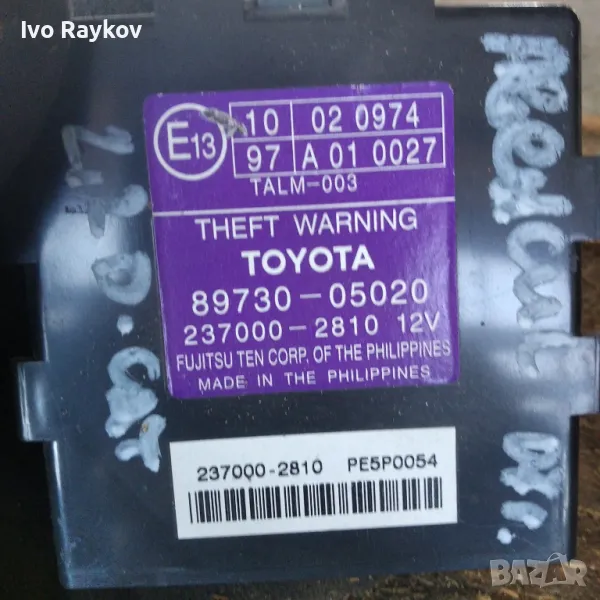 Ivo Raykov
E13
10 02 0974
97 A 01 0027
TALM-003
THEFT WARNING
TOYOTA
89730-05020
237000-2810 12V
FUJITSU TEN CORP. OF THE PHILIPPINES
MADE IN THE PHILIPPINES
237000-2810 PE5P0054
BAZAR